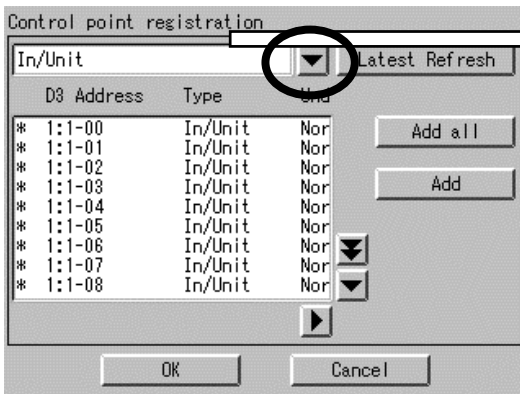 Control point registration
In/Unit Latest Refresh
D3 Address Type Und
* 1:1-00 In/Unit Nor
* 1:1-01 In/Unit Nor
* 1:1-02 In/Unit Nor
* 1:1-03 In/Unit Nor
* 1:1-04 In/Unit Nor
* 1:1-05 In/Unit Nor
* 1:1-06 In/Unit Nor
* 1:1-07 In/Unit Nor
* 1:1-08 In/Unit Nor
Add all
Add
OK Cancel